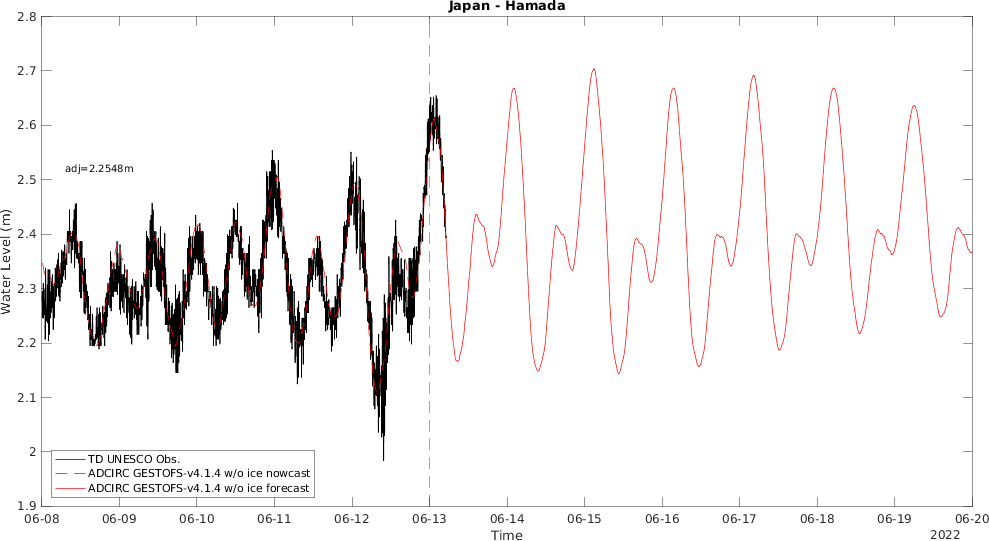 Japan - Hamada
2.8
2.7
2.6
2.5
2.4
2.3
2.2
2.1
2
1.9
Water Level (m)
adj=2.2548m
TD UNESCO Obs.
ADCIRC GESTOFS-v4.1.4 w/o ice nowcast
ADCIRC GESTOFS-v4.1.4 w/o ice forecast
06-08 06-09 06-10 06-11 06-12 06-13 06-14 06-15 06-16 06-17 06-18 06-19 06-20
Time
2022